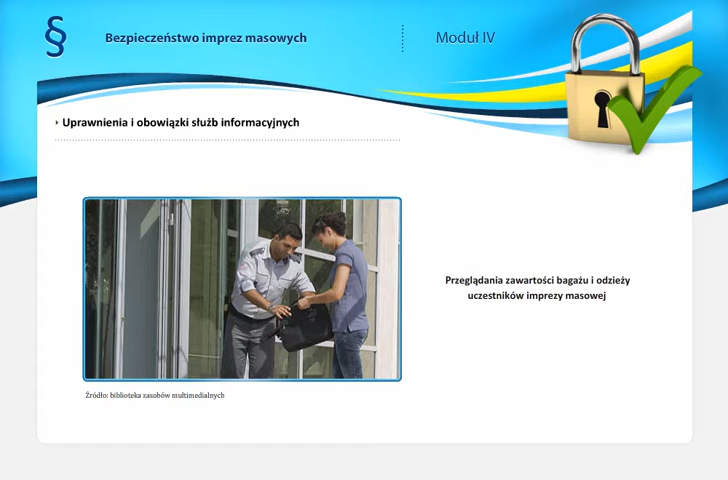 §
Bezpieczeństwo imprez masowych
Moduł IV
Uprawnienia i obowiązki służb informacyjnych
Przeglądania zawartości bagażu i odzieży
uczestników imprezy masowej
Źródło: biblioteka zasobów multimedialnych